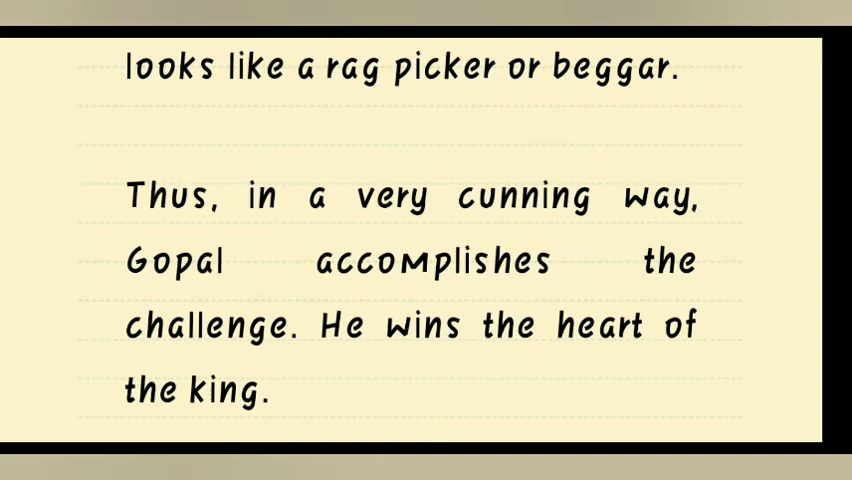 looks like a rag picker or beggar.
Thus, in a very cunning way,
Gopal accomplishes the
challenge. He wins the heart of
the king.